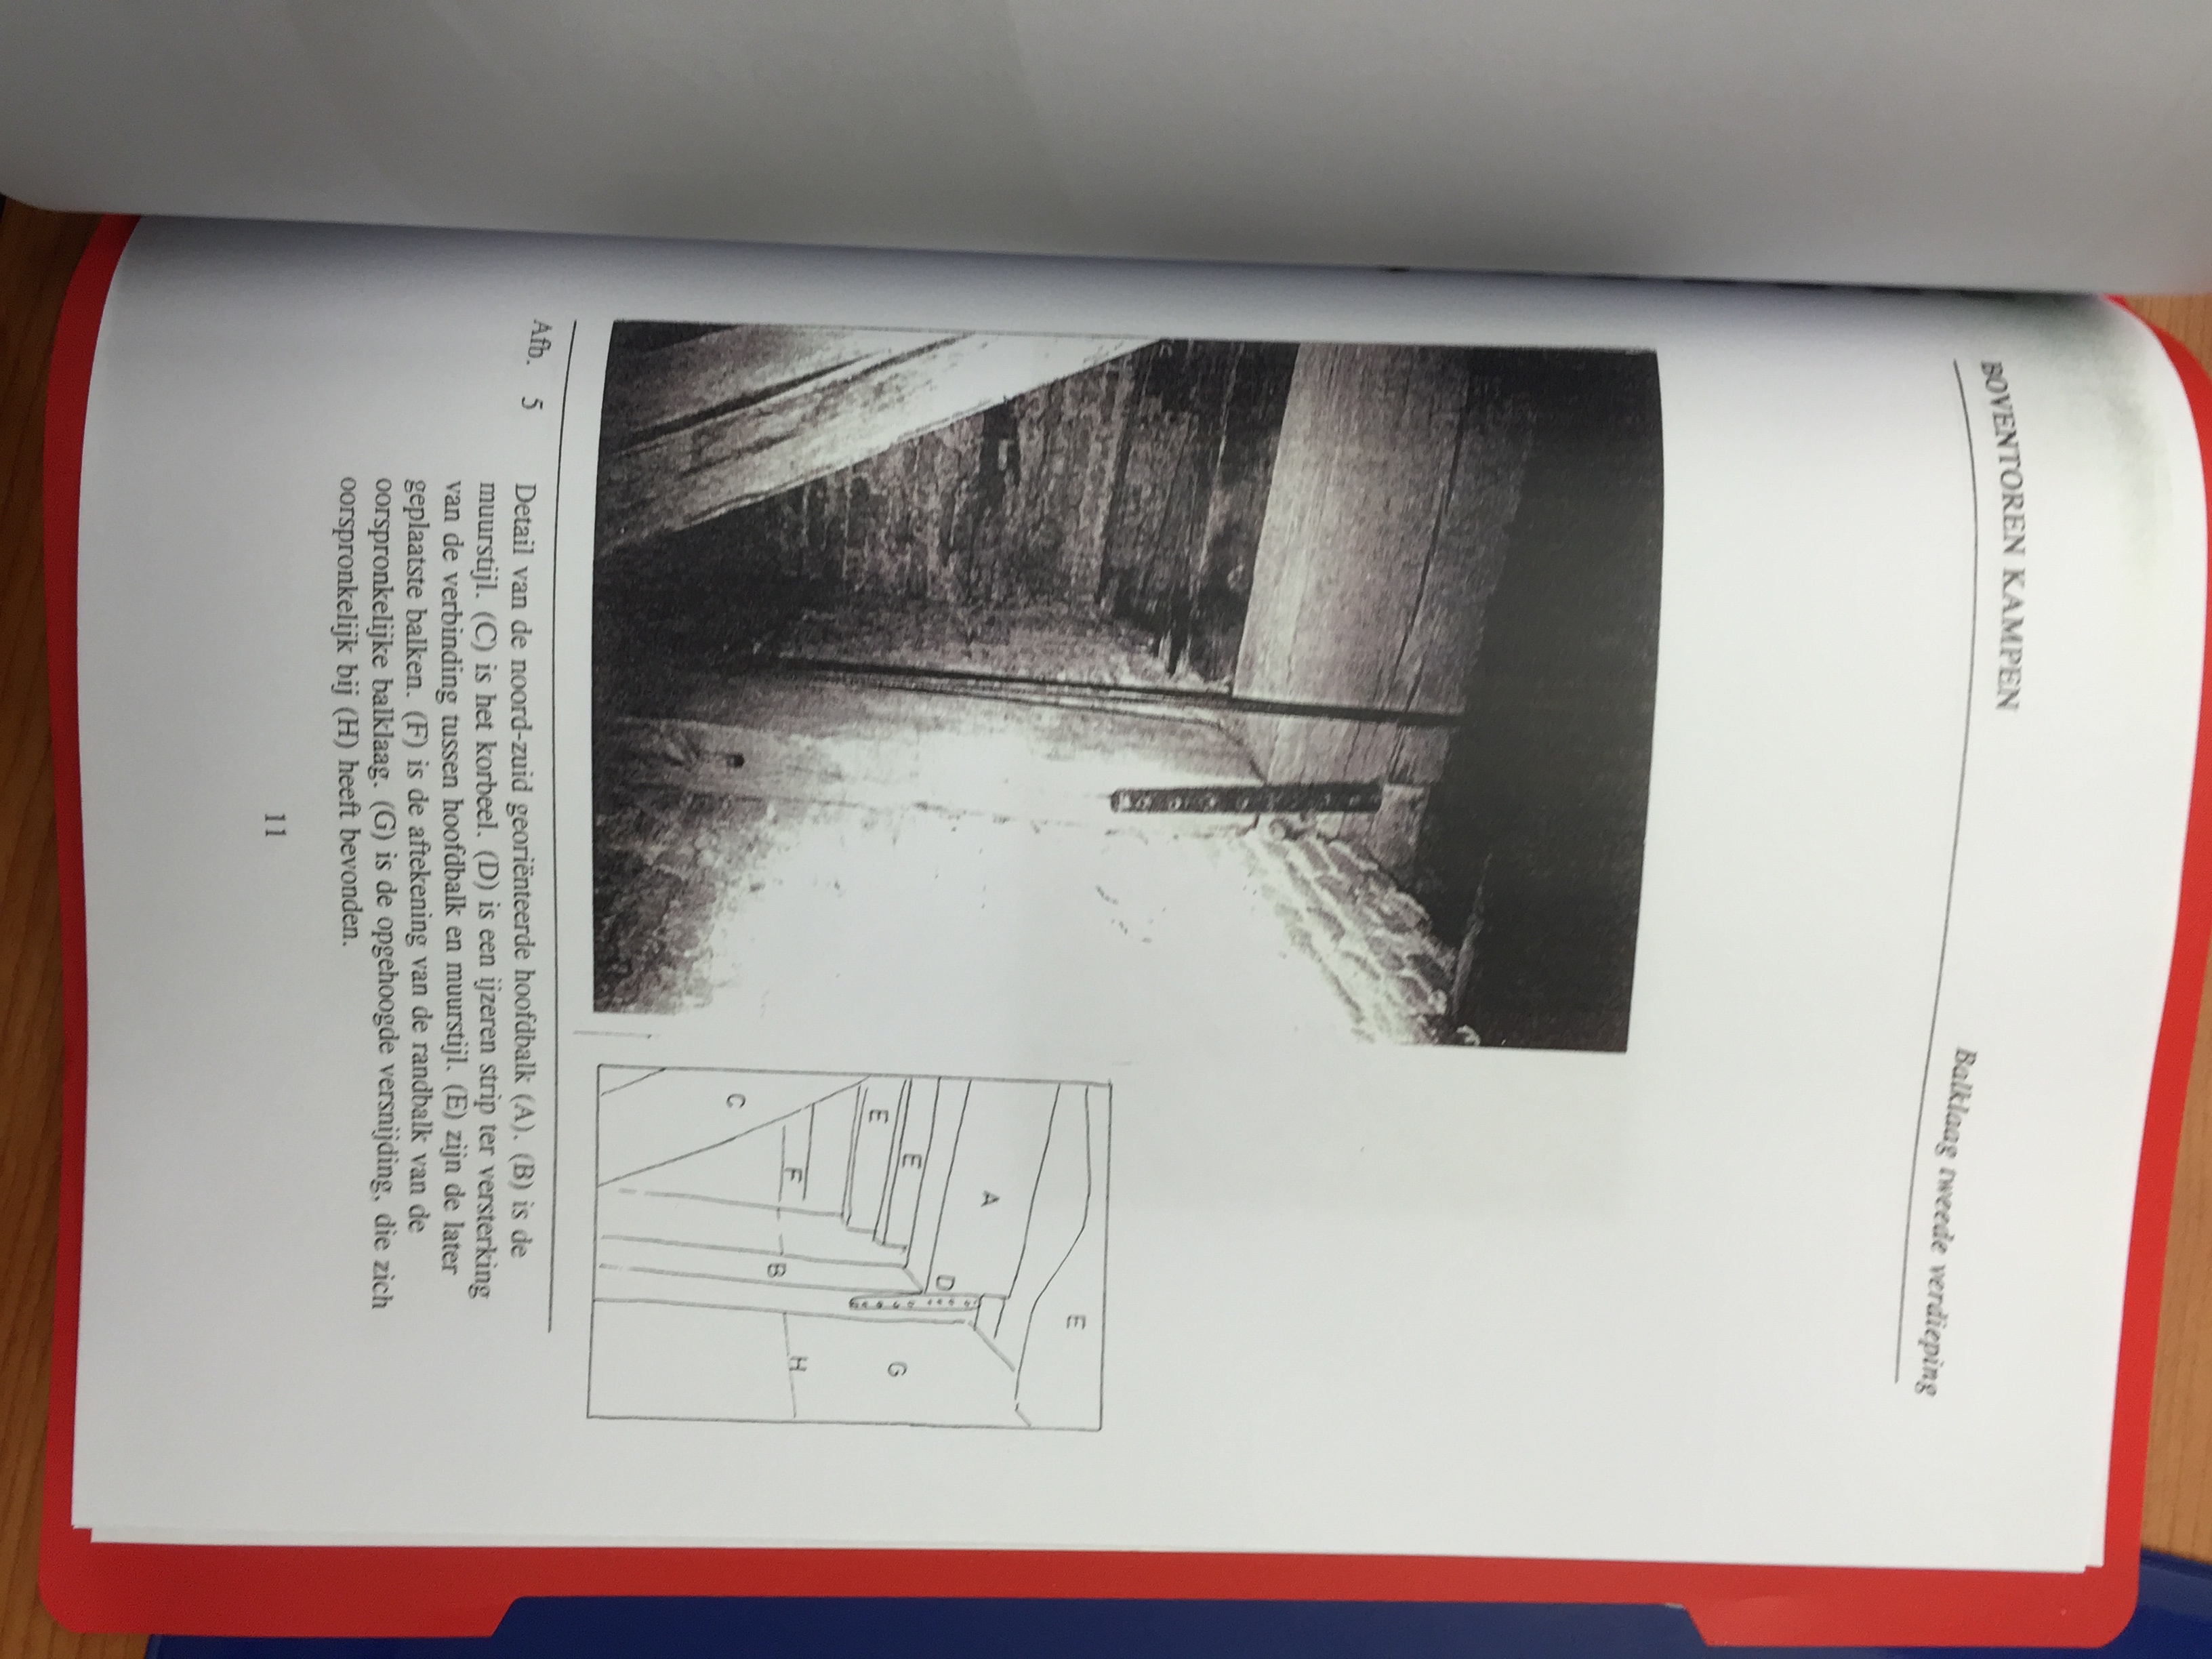 BOVENTOREN KAMPEN
Balklaag tweede verdieping
E
A
E
E
D
C
F
B
G
H
Afb. 5
Detail van de noord-zuid georiënteerde hoofdbalk (A). (B) is de
muurstijl. (C) is het korbeel. (D) is een ijzeren strip ter versterking
van de verbinding tussen hoofdbalk en muurstijl. (E) zijn de later
geplaatste balken. (F) is de aftekening van de randbalk van de
oorspronkelijke balklaag. (G) is de opgehoogde versnijding, die zich
oorspronkelijk bij (H) heeft bevonden.
11